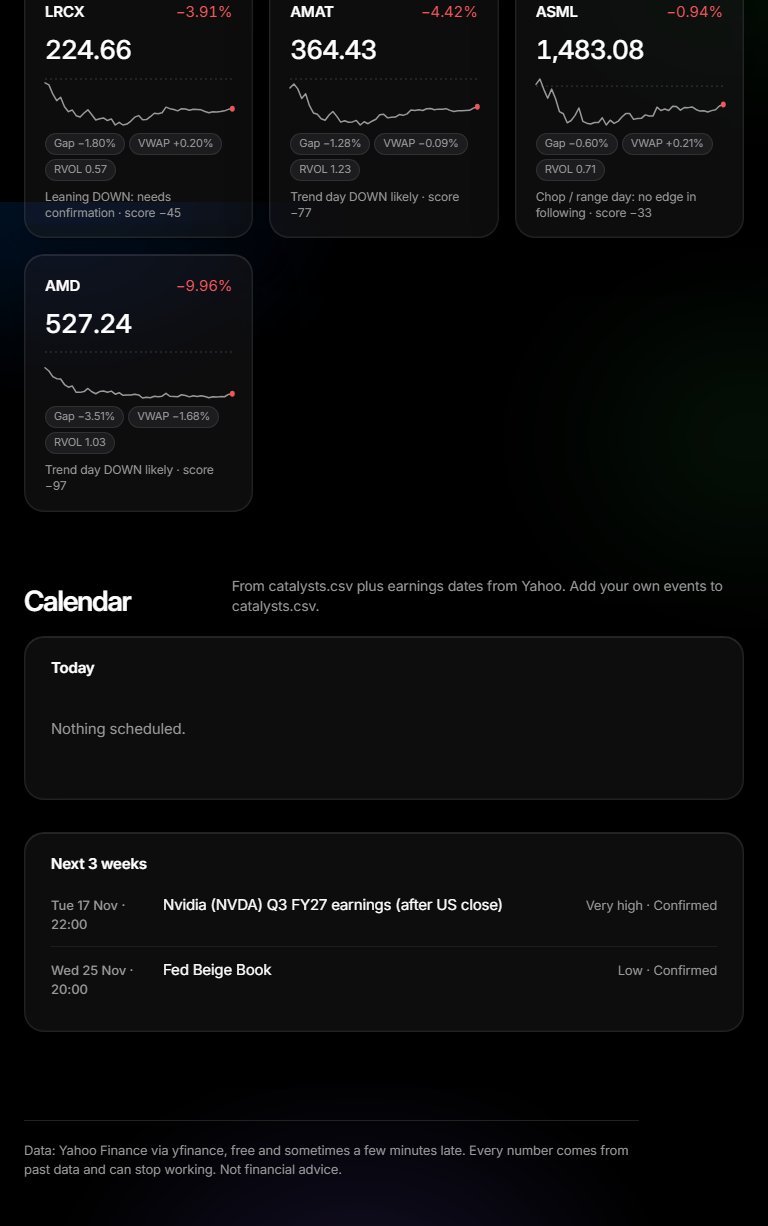 LRCX −3.91%
224.66
Gap −1.80% VWAP +0.20%
RVOL 0.57
Leaning DOWN: needs
confirmation · score −45
AMAT −4.42%
364.43
Gap −1.28% VWAP −0.09%
RVOL 1.23
Trend day DOWN likely · score
−77
ASML −0.94%
1,483.08
Gap −0.60% VWAP +0.21%
RVOL 0.71
Chop / range day: no edge in
following · score −33
AMD −9.96%
527.24
Gap −3.51% VWAP −1.68%
RVOL 1.03
Trend day DOWN likely · score
−97
Calendar
From catalysts.csv plus earnings dates from Yahoo. Add your own events to
catalysts.csv.
Today
Nothing scheduled.
Next 3 weeks
Tue 17 Nov ·
22:00
Nvidia (NVDA) Q3 FY27 earnings (after US close)
Very high · Confirmed
Wed 25 Nov ·
20:00
Fed Beige Book
Low · Confirmed
Data: Yahoo Finance via yfinance, free and sometimes a few minutes late. Every number comes from
past data and can stop working. Not financial advice.